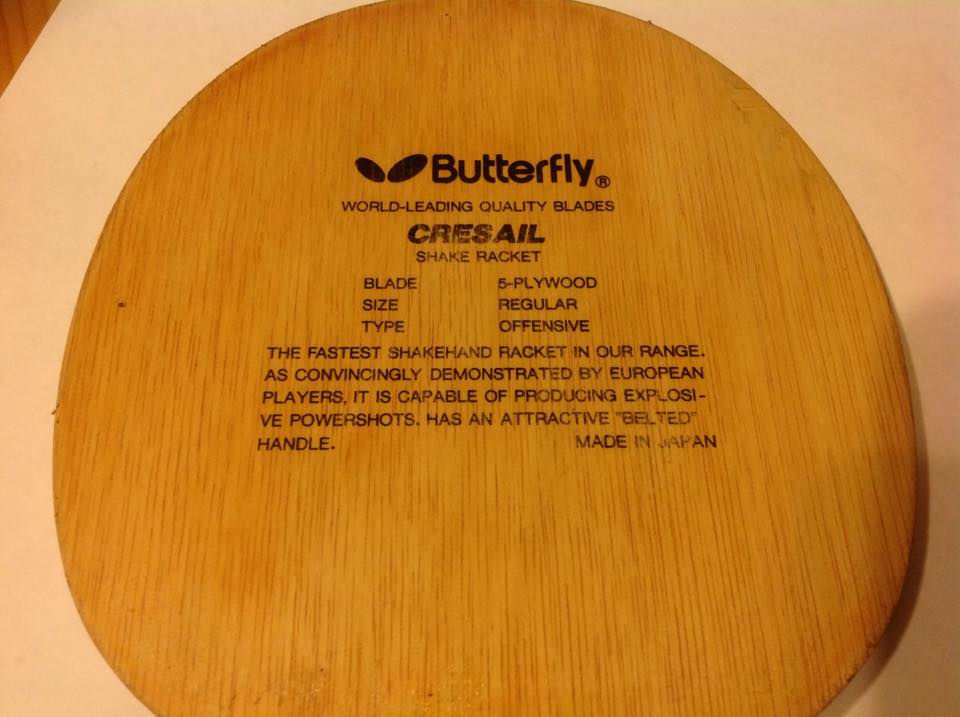 Butterfly®
WORLD-LEADING QUALITY BLADES
CRESAIL
SHAKE RACKET
BLADE 5-PLYWOOD
SIZE REGULAR
TYPE OFFENSIVE
THE FASTEST SHAKEHAND RACKET IN OUR RANGE.
AS CONVINCINGLY DEMONSTRATED BY EUROPEAN
PLAYERS, IT IS CAPABLE OF PRODUCING EXPLOSI-
VE POWERSHOTS. HAS AN ATTRACTIVE "BELTED"
HANDLE. MADE IN JAPAN